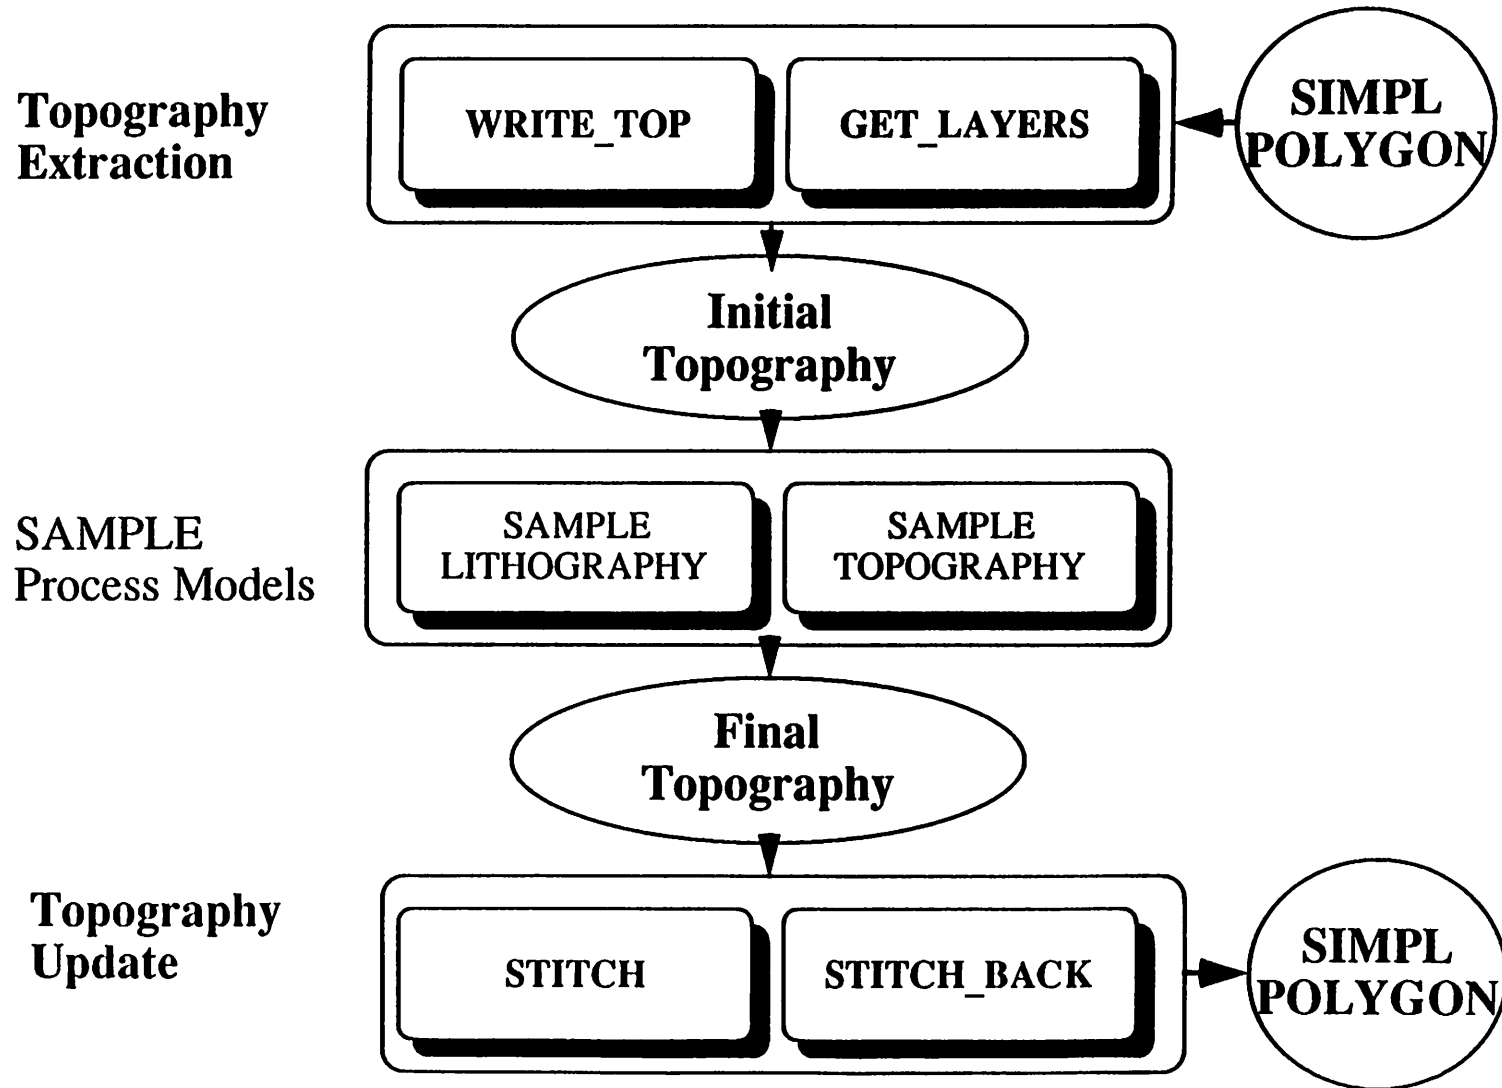 Topography
Extraction
WRITE_TOP
GET_LAYERS
SIMPL
POLYGON
Initial
Topography
SAMPLE
Process Models
SAMPLE
LITHOGRAPHY
SAMPLE
TOPOGRAPHY
Final
Topography
Topography
Update
STITCH
STITCH_BACK
SIMPL
POLYGON